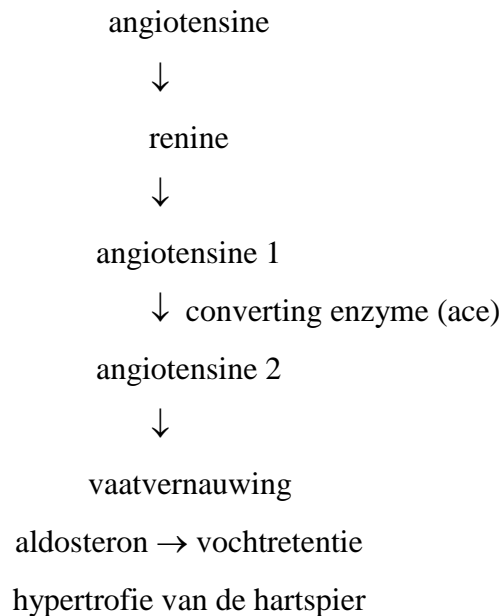 angiotensine
↓
renine
↓
angiotensine 1
↓ converting enzyme (ace)
angiotensine 2
↓
vaatvernauwing
aldosteron → vochtretentie
hypertrofie van de hartspier